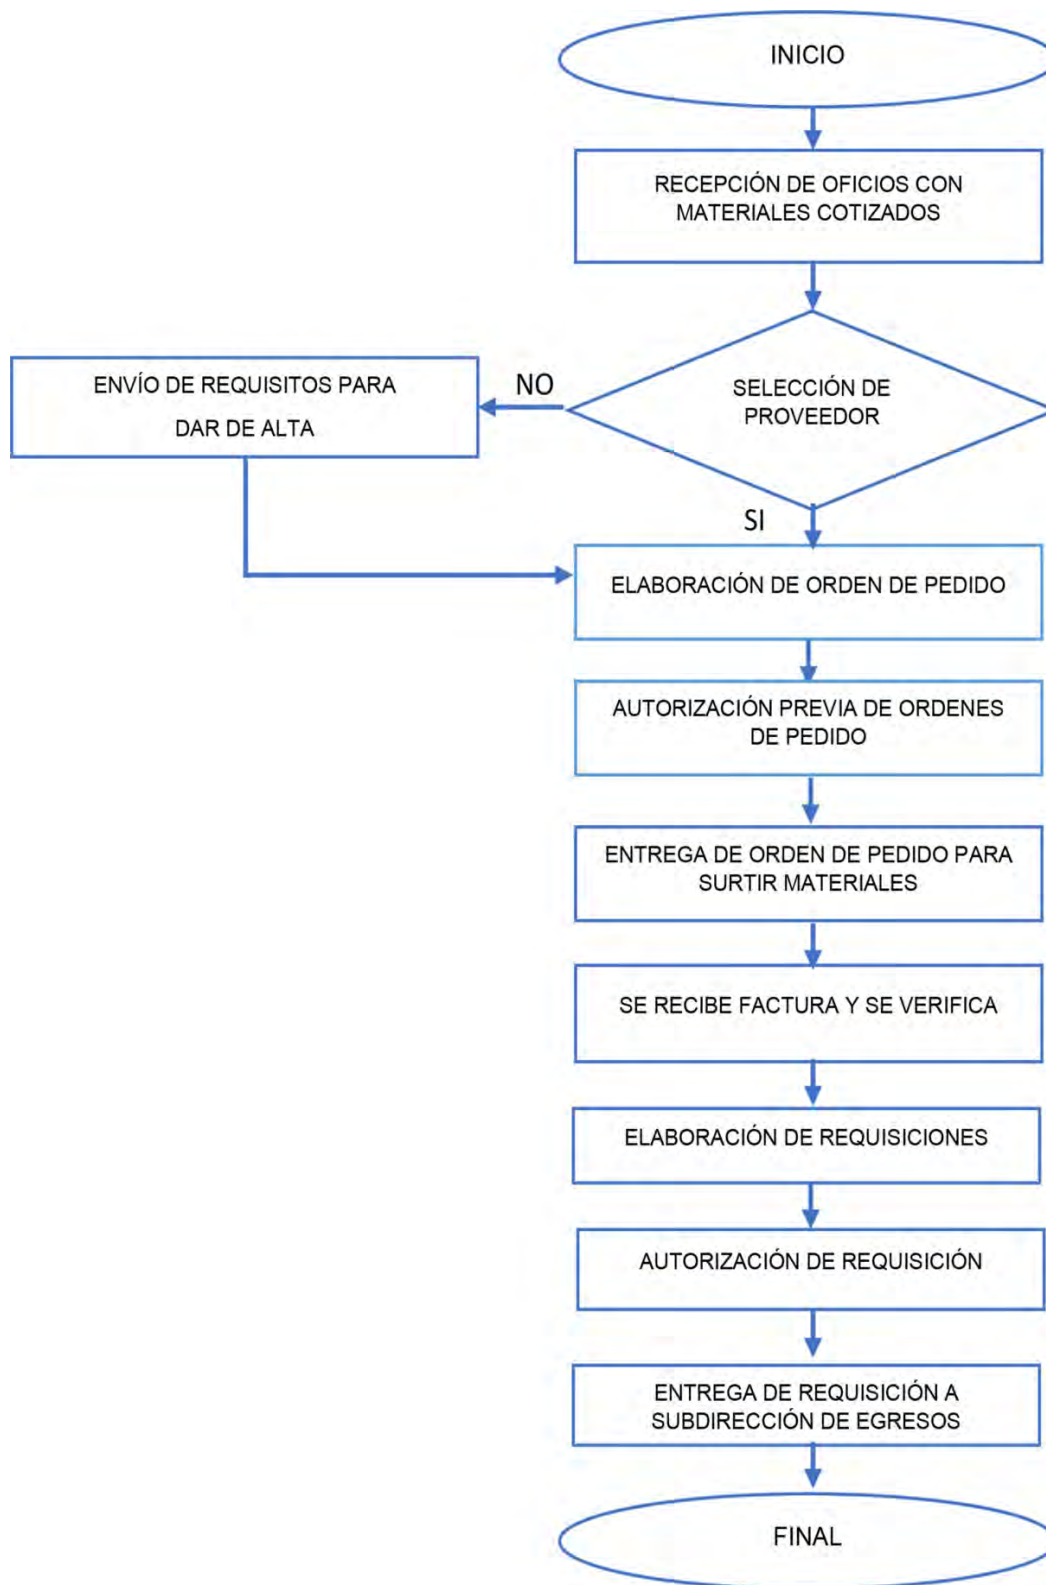 INICIO
RECEPCIÓN DE OFICIOS CON
MATERIALES COTIZADOS
SELECCIÓN DE
PROVEEDOR
NO
ENVÍO DE REQUISITOS PARA
DAR DE ALTA
SI
ELABORACIÓN DE ORDEN DE PEDIDO
AUTORIZACIÓN PREVIA DE ORDENES
DE PEDIDO
ENTREGA DE ORDEN DE PEDIDO PARA
SURTIR MATERIALES
SE RECIBE FACTURA Y SE VERIFICA
ELABORACIÓN DE REQUISICIONES
AUTORIZACIÓN DE REQUISICIÓN
ENTREGA DE REQUISICIÓN A
SUBDIRECCIÓN DE EGRESOS
FINAL